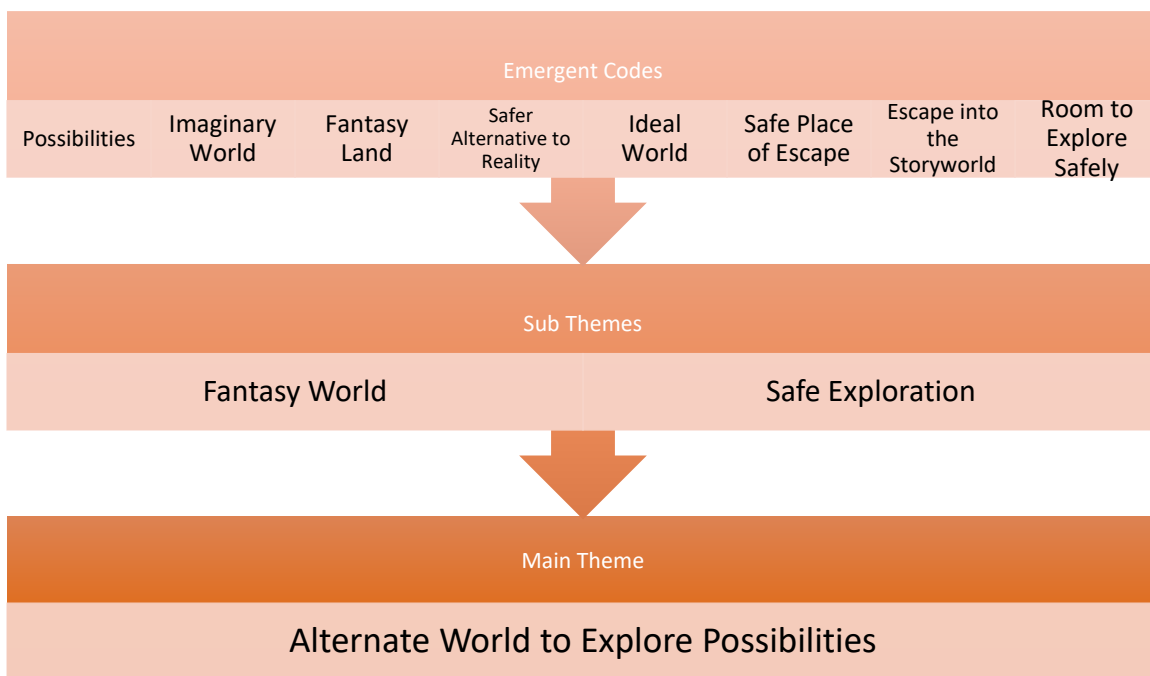 Emergent Codes
Possibilities
Imaginary
World
Fantasy
Land
Safer
Alternative to
Reality
Ideal
World
Safe Place
of Escape
Escape into
the
Storyworld
Room to
Explore
Safely
Sub Themes
Fantasy World
Safe Exploration
Main Theme
Alternate World to Explore Possibilities